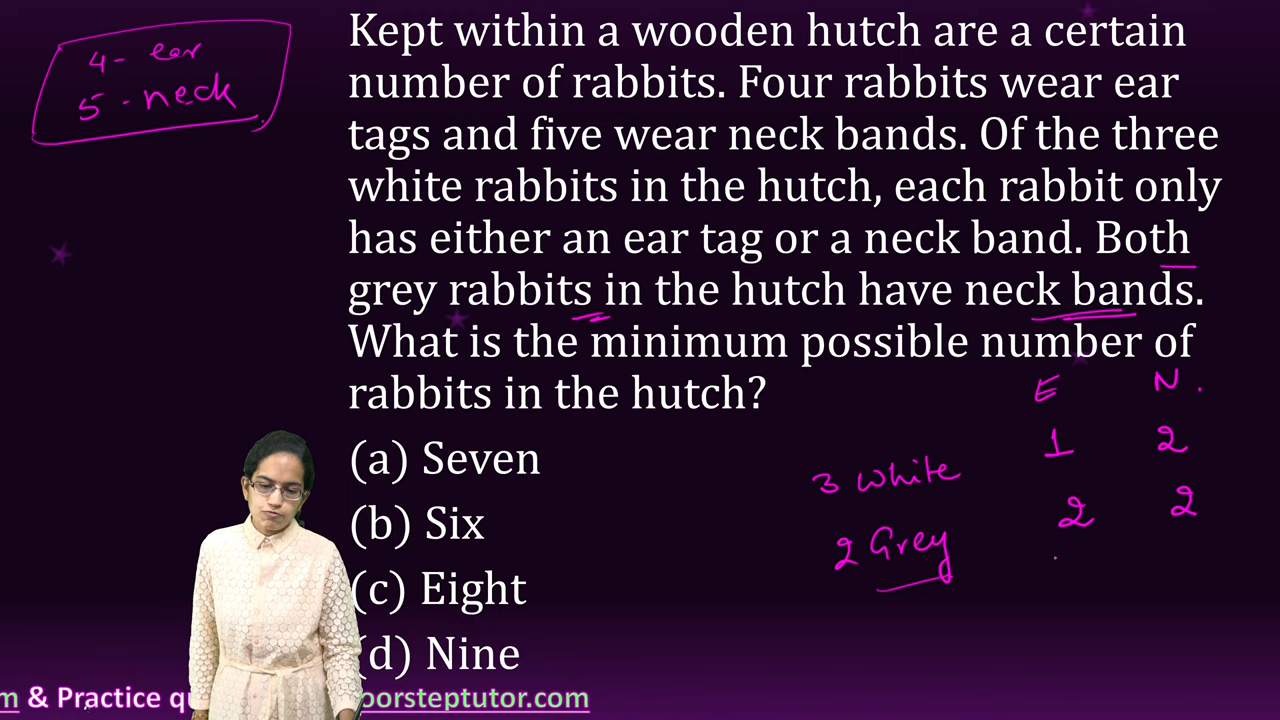 4 - ear
5 - neck
Kept within a wooden hutch are a certain
number of rabbits. Four rabbits wear ear
tags and five wear neck bands. Of the three
white rabbits in the hutch, each rabbit only
has either an ear tag or a neck band. Both
grey rabbits in the hutch have neck bands.
What is the minimum possible number of
rabbits in the hutch?
E N.
(a) Seven
1 2
3 white
(b) Six
2 2
2 Grey
(c) Eight
(d) Nine
m & Practice qu oorsteptutor.com